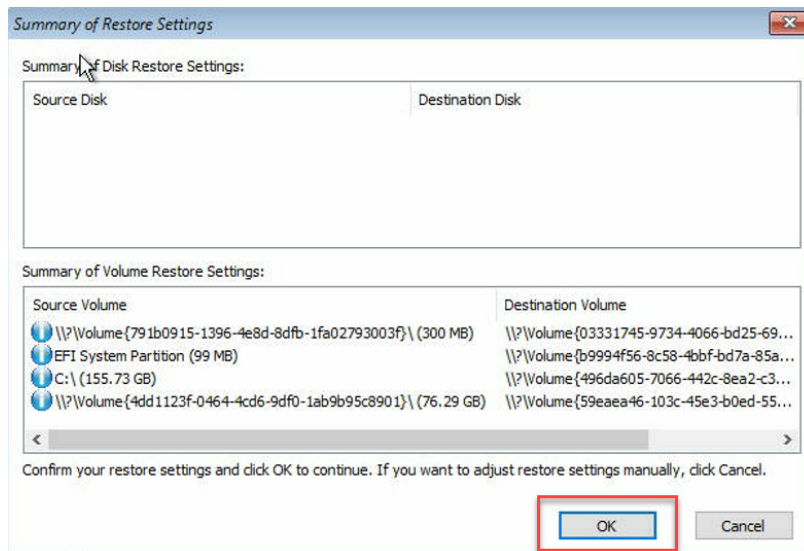 Summary of Restore Settings
Summary of Disk Restore Settings:
Source Disk Destination Disk
Summary of Volume Restore Settings:
Source Volume Destination Volume
\\?\Volume{791b0915-1396-4e8d-8dfb-1fa02793003f}\ (300 MB) \\?\Volume{03331745-9734-4066-bd25-69...
EFI System Partition (99 MB) \\?\Volume{b9994f56-8c58-4bbf-bd7a-85a...
C:\ (155.73 GB) \\?\Volume{496da605-7066-442c-8ea2-c3...
\\?\Volume{4dd1123f-0464-4cd6-9df0-1ab9b95c8901}\ (76.29 GB) \\?\Volume{59eaea46-103c-45e3-b0ed-55...
Confirm your restore settings and click OK to continue. If you want to adjust restore settings manually, click Cancel.
OK Cancel